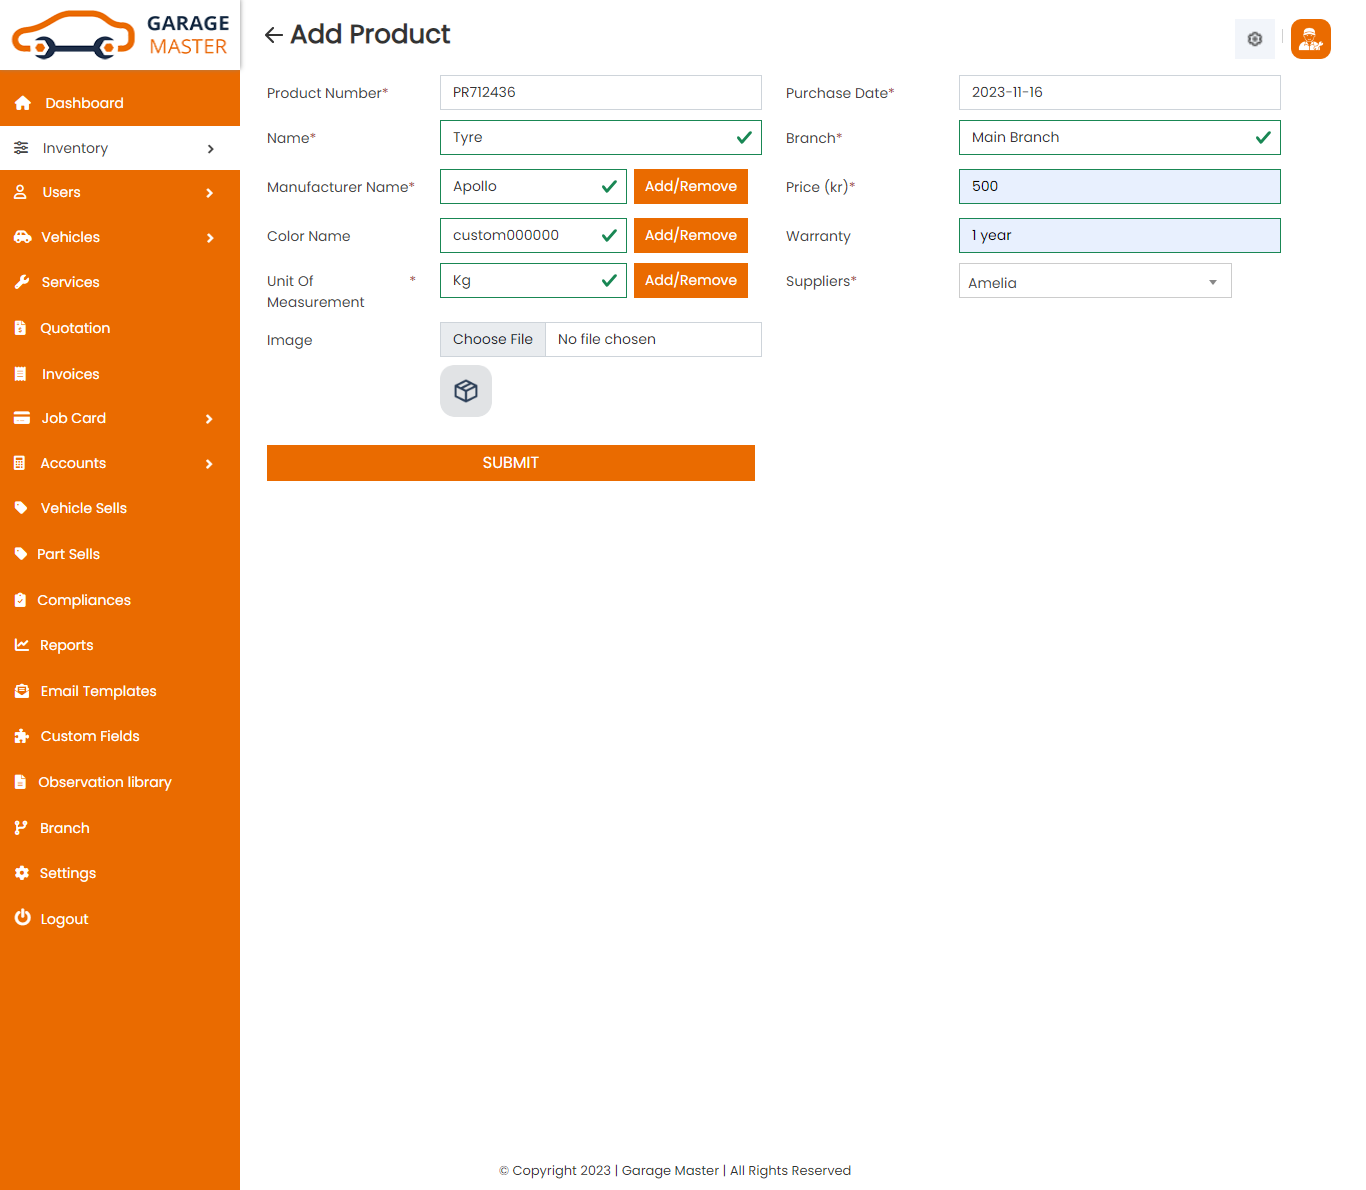 GARAGE
MASTER
Dashboard
Inventory
Users
Vehicles
Services
Quotation
Invoices
Job Card
Accounts
Vehicle Sells
Part Sells
Compliances
Reports
Email Templates
Custom Fields
Observation library
Branch
Settings
Logout
Add Product
Product Number* PR712436 Purchase Date* 2023-11-16
Name* Tyre Branch* Main Branch
Manufacturer Name* Apollo Add/Remove Price (kr)* 500
Color Name custom000000 Add/Remove Warranty 1 year
Unit Of * Kg Add/Remove Suppliers* Amelia
Measurement
Image Choose File No file chosen
SUBMIT
© Copyright 2023 | Garage Master | All Rights Reserved